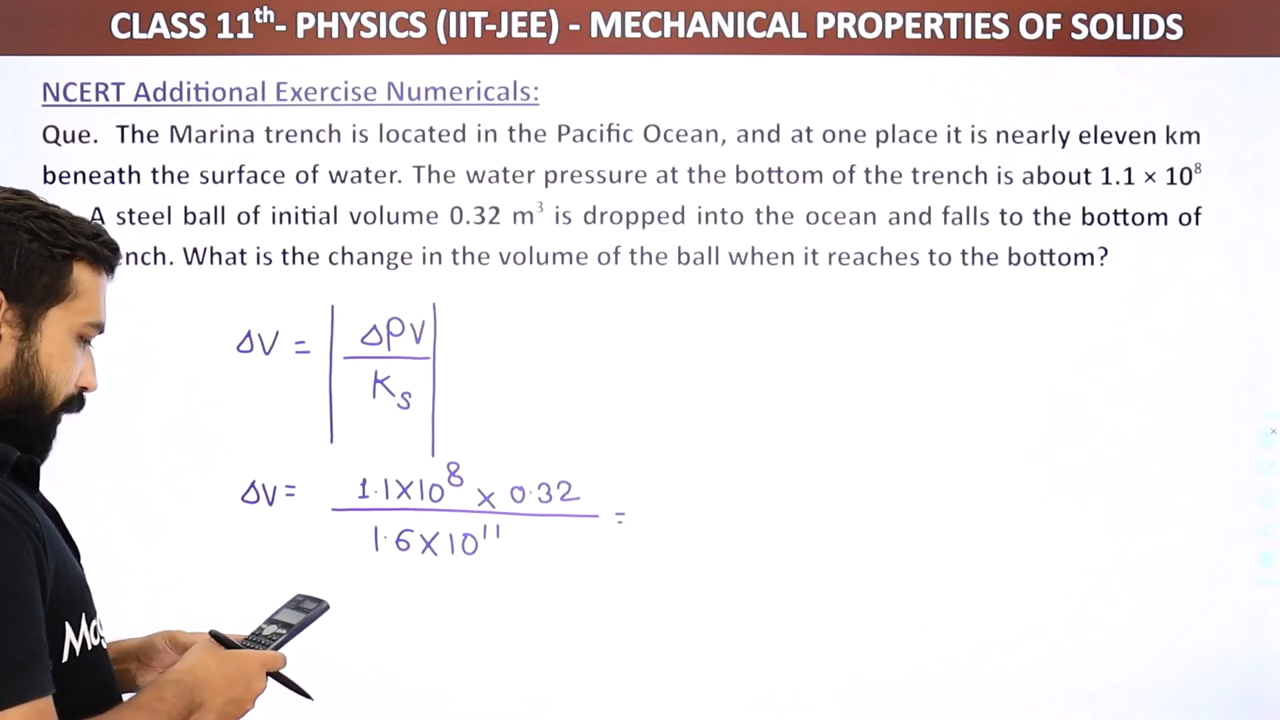 CLASS 11th- PHYSICS (IIT-JEE) - MECHANICAL PROPERTIES OF SOLIDS
NCERT Additional Exercise Numericals:
Que. The Marina trench is located in the Pacific Ocean, and at one place it is nearly eleven km
beneath the surface of water. The water pressure at the bottom of the trench is about 1.1 × 10⁸
A steel ball of initial volume 0.32 m³ is dropped into the ocean and falls to the bottom of
nch. What is the change in the volume of the ball when it reaches to the bottom?
ΔV = | ΔPV / Ks |
ΔV = 1.1×10⁸ × 0.32 / 1.6×10¹¹ =